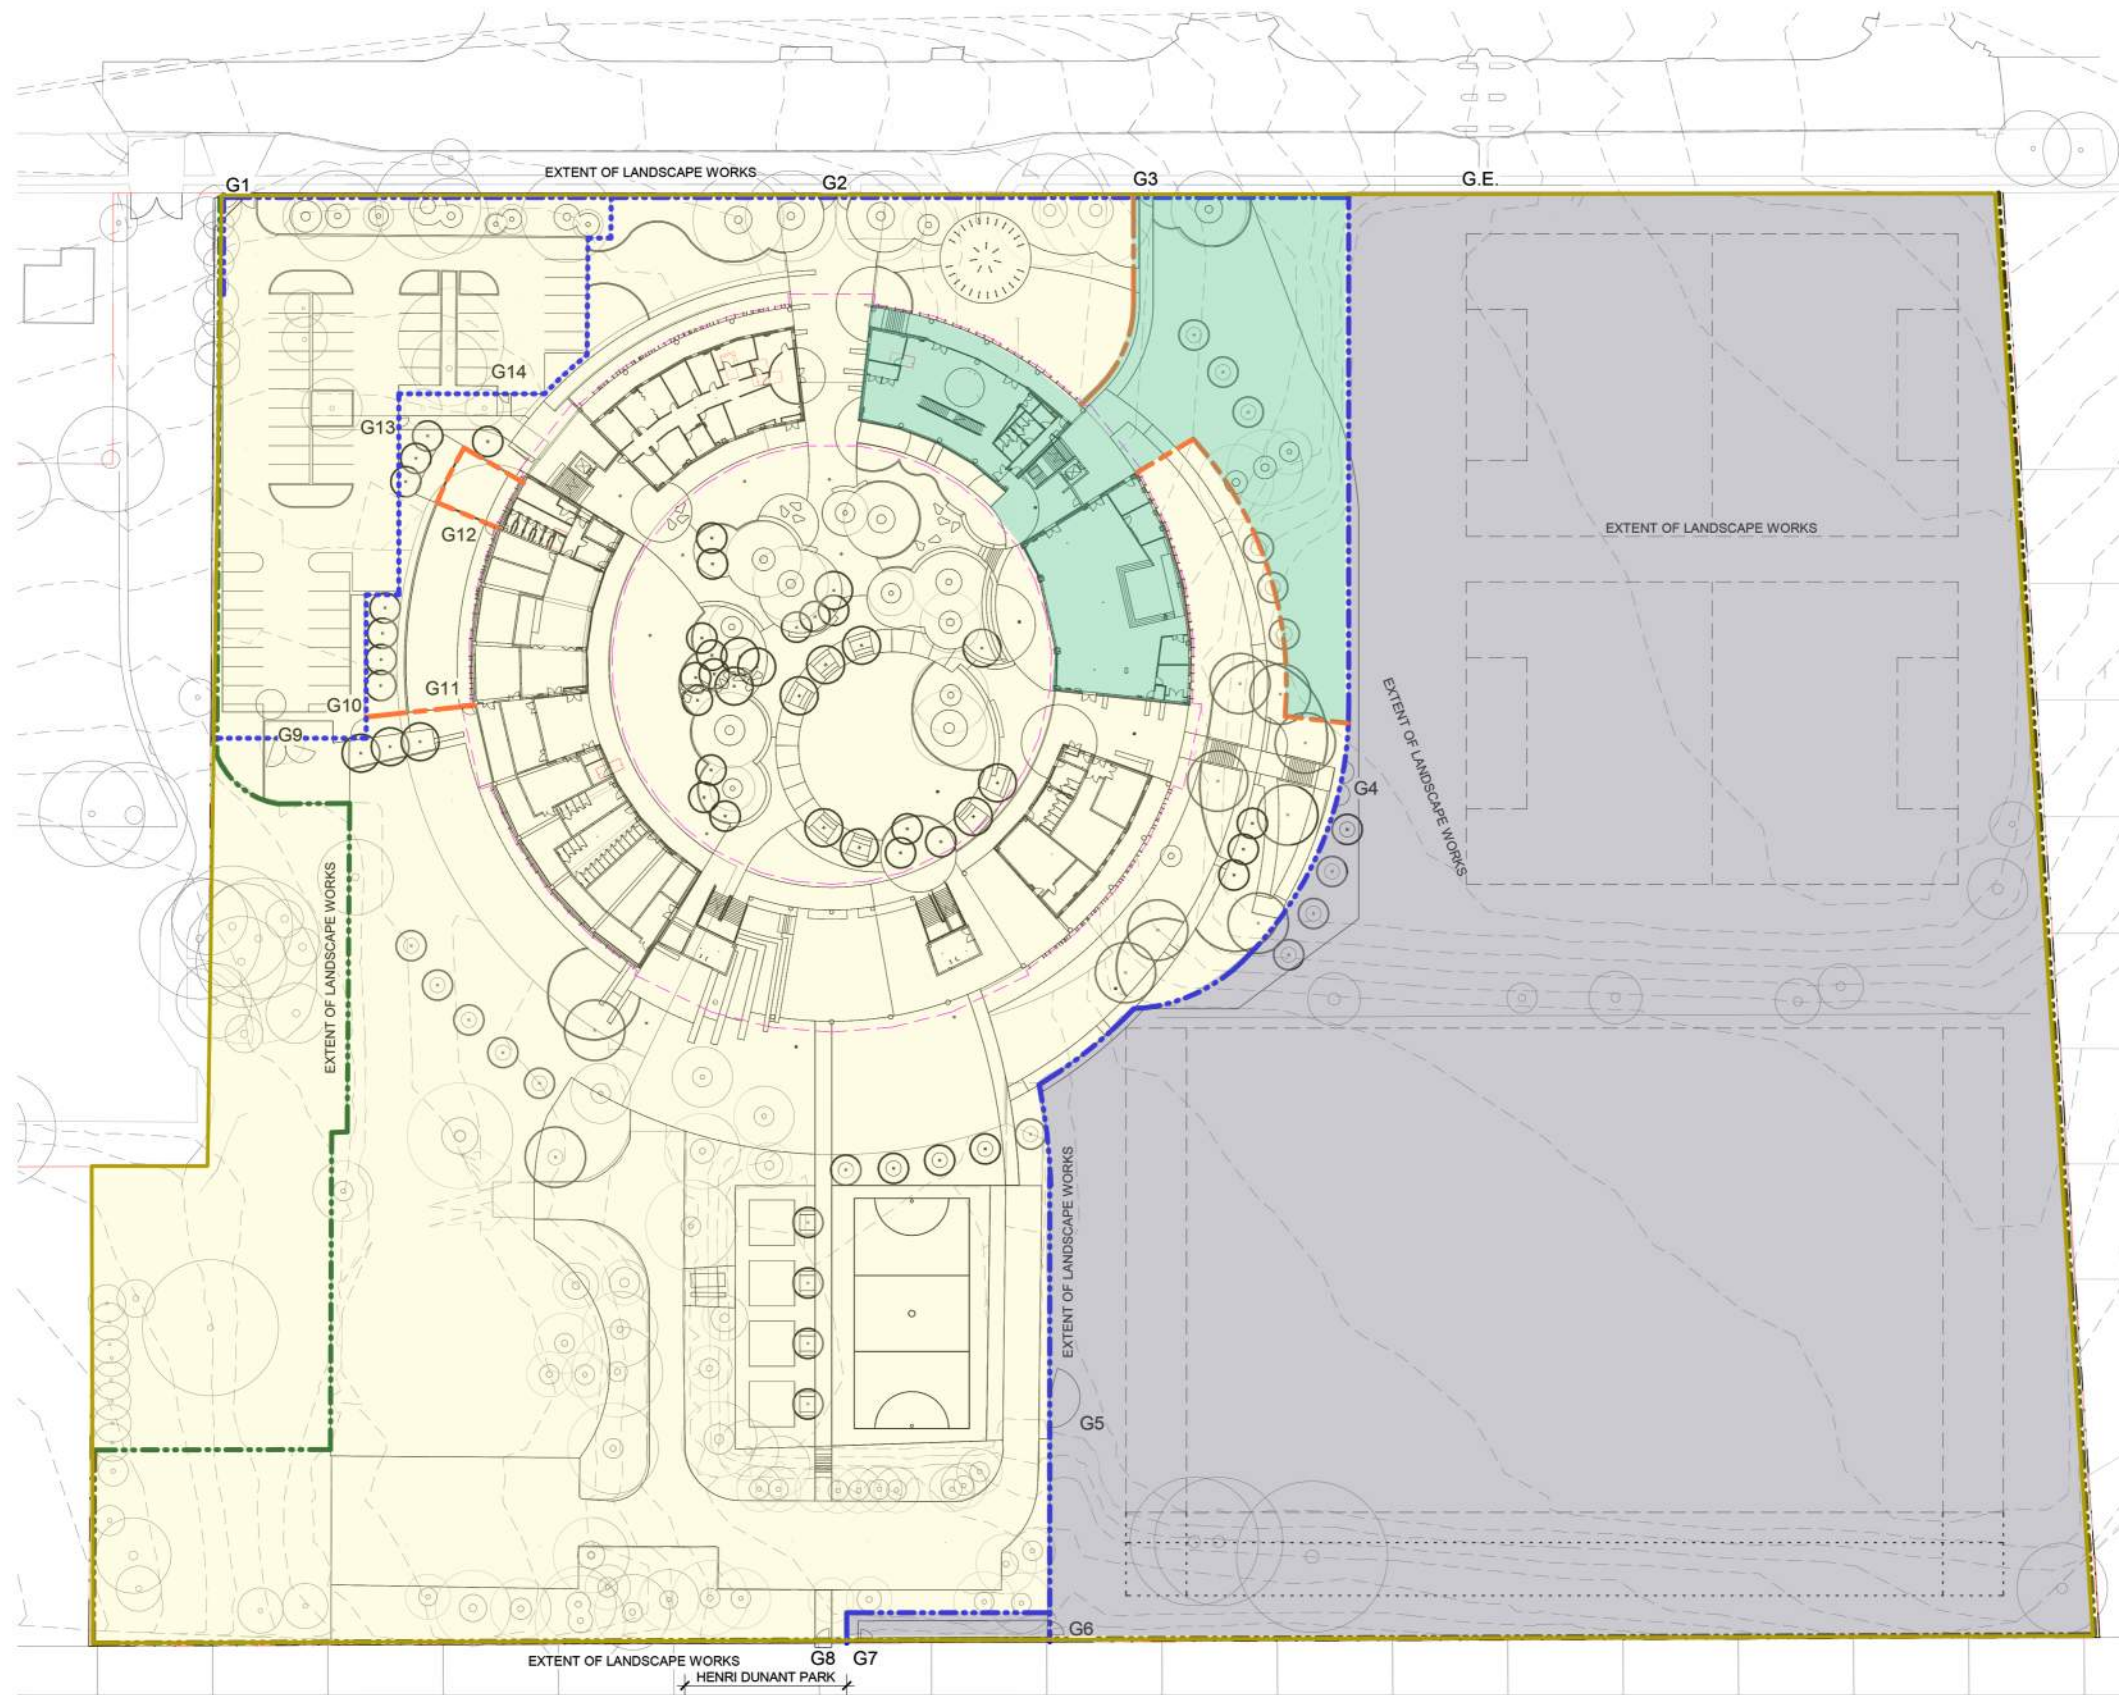 EXTENT OF LANDSCAPE WORKS
G1
G2
G3
G.E.
G14
G13
G12
EXTENT OF LANDSCAPE WORKS
G11
G10
G9
EXTENT OF LANDSCAPE WORKS
G4
EXTENT OF LANDSCAPE WORKS
EXTENT OF LANDSCAPE WORKS
G5
G6
EXTENT OF LANDSCAPE WORKS
G8
G7
HENRI DUNANT PARK